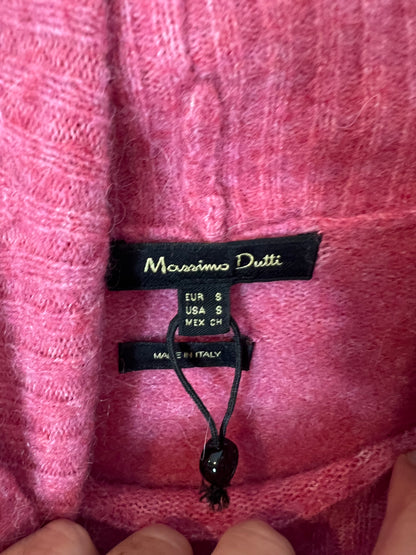 Massimo Dutti
EUR S
USA S
MEX CH
MADE IN ITALY